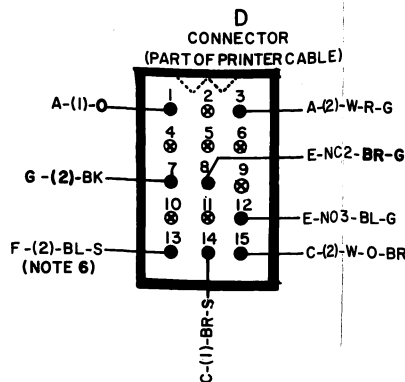 D
CONNECTOR
(PART OF PRINTER CABLE)
1 2 3
A-(1)-O
A-(2)-W-R-G
4 5 6
E-NC2-BR-G
7 8 9
G-(2)-BK
10 11 12
E-NO3-BL-G
13 14 15
F-(2)-BL-S
(NOTE 6)
C-(2)-W-O-BR
C-(1)-BR-S